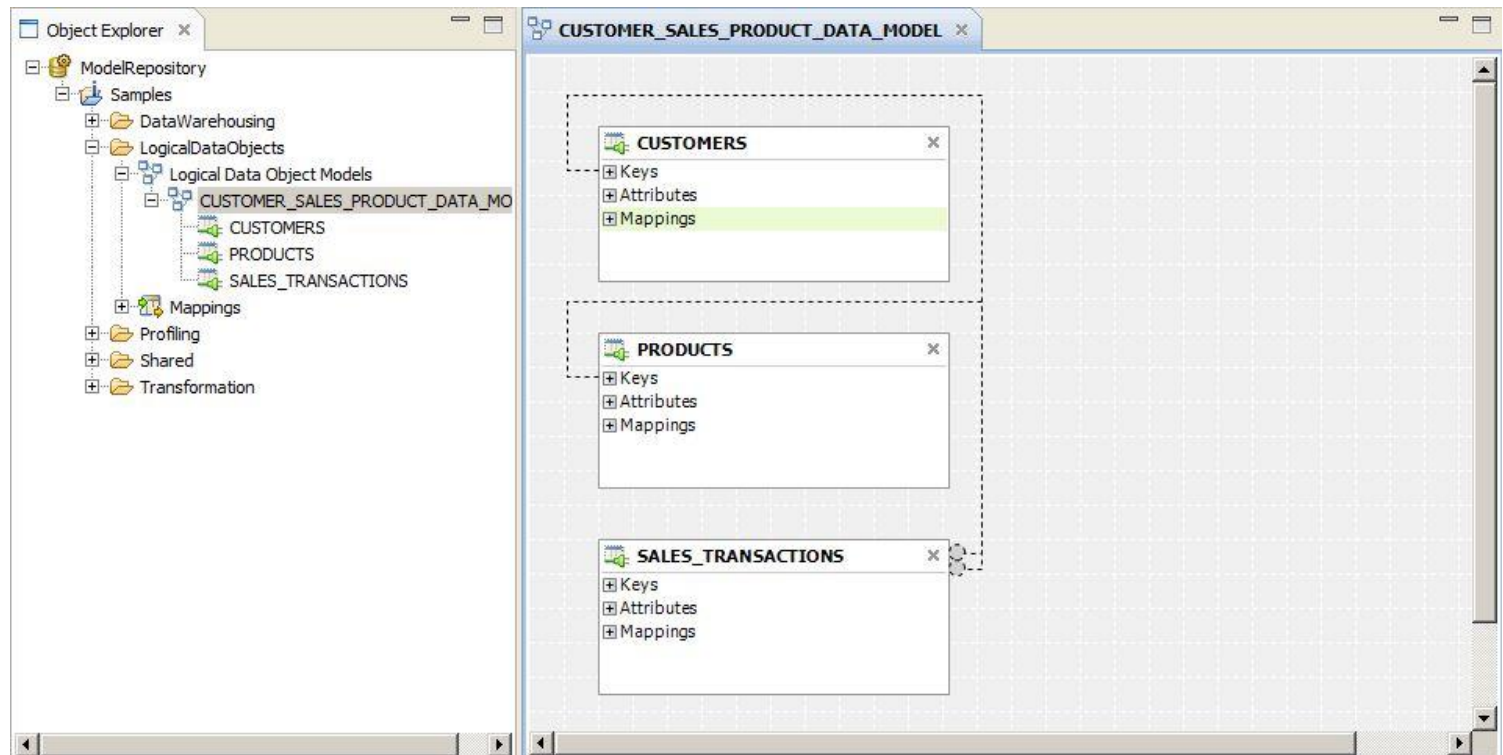 Object Explorer
ModelRepository
Samples
DataWarehousing
LogicalDataObjects
Logical Data Object Models
CUSTOMER_SALES_PRODUCT_DATA_MO
CUSTOMERS
PRODUCTS
SALES_TRANSACTIONS
Mappings
Profiling
Shared
Transformation
CUSTOMER_SALES_PRODUCT_DATA_MODEL
CUSTOMERS
Keys
Attributes
Mappings
PRODUCTS
Keys
Attributes
Mappings
SALES_TRANSACTIONS
Keys
Attributes
Mappings